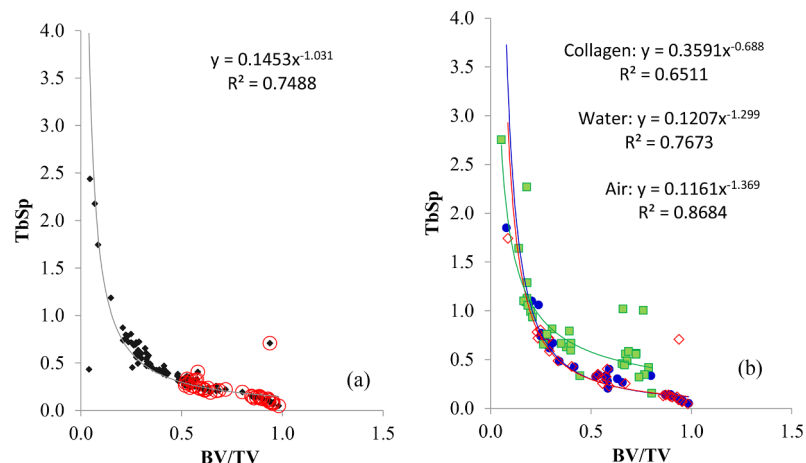 4.0
3.5
3.0
2.5
2.0
1.5
1.0
0.5
0.0
TbSp
y = 0.1453x^-1.031
R² = 0.7488
(a)
0.0
0.5
1.0
1.5
BV/TV
4.0
3.5
3.0
2.5
2.0
1.5
1.0
0.5
0.0
TbSp
Collagen: y = 0.3591x^-0.688
R² = 0.6511
Water: y = 0.1207x^-1.299
R² = 0.7673
Air: y = 0.1161x^-1.369
R² = 0.8684
(b)
0.0
0.5
1.0
1.5
BV/TV